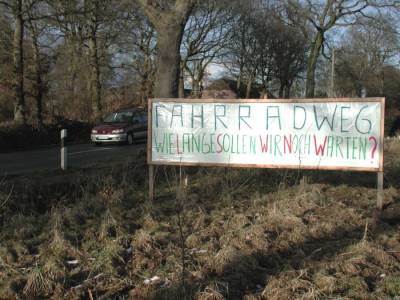 FAHRRADWEG
WIE LANGE SOLLEN WIR NOCH WARTEN?